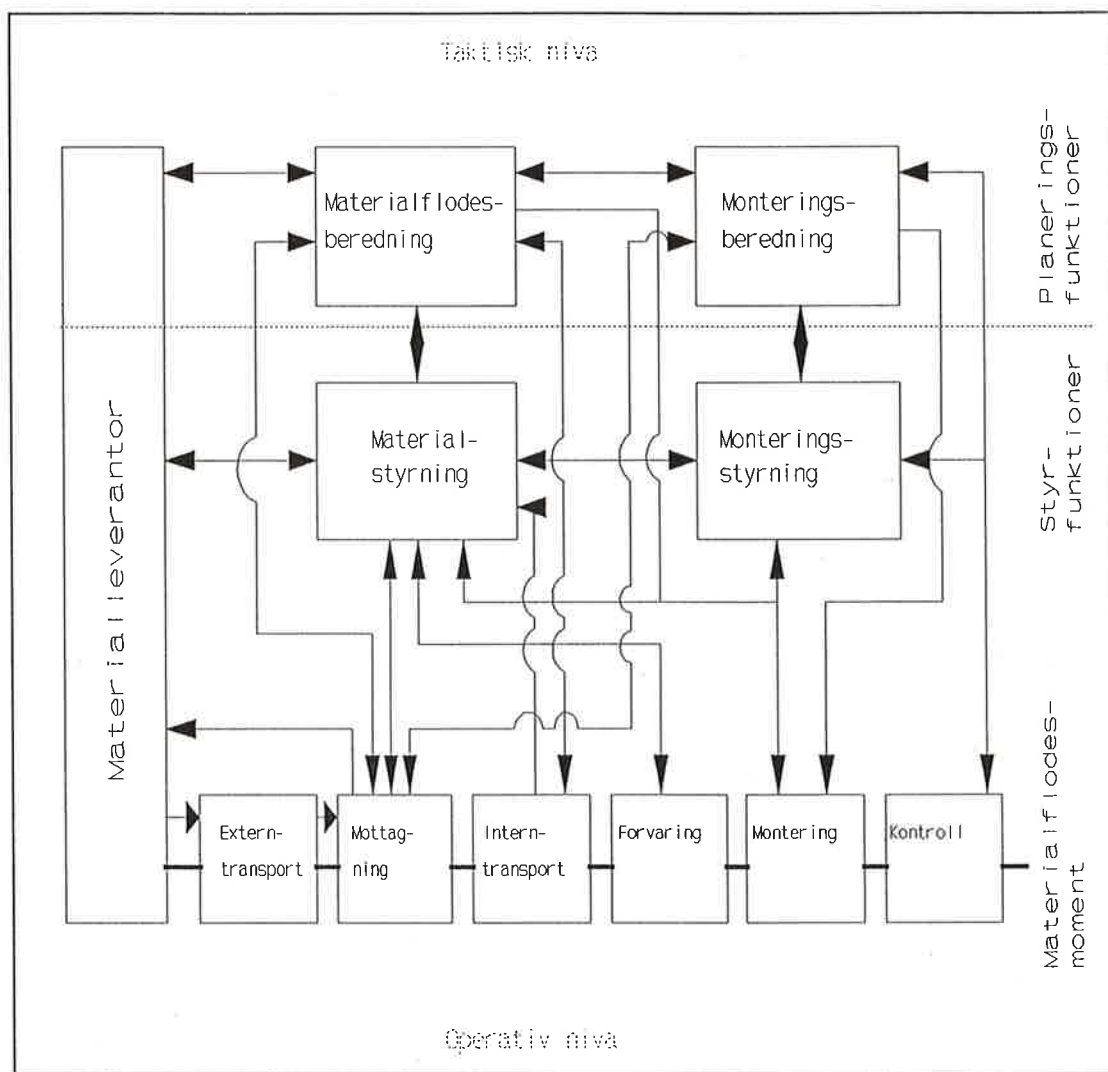 Taktisk niva
Materialleverantor
Materialflodes-
beredning
Monterings-
beredning
Planerings-
funktioner
Material-
styrning
Monterings-
styrning
Styr-
funktioner
Extern-
transport
Mottag-
ning
Intern-
transport
Forvaring
Montering
Kontroll
Materialflodes-
moment
Operativ niva